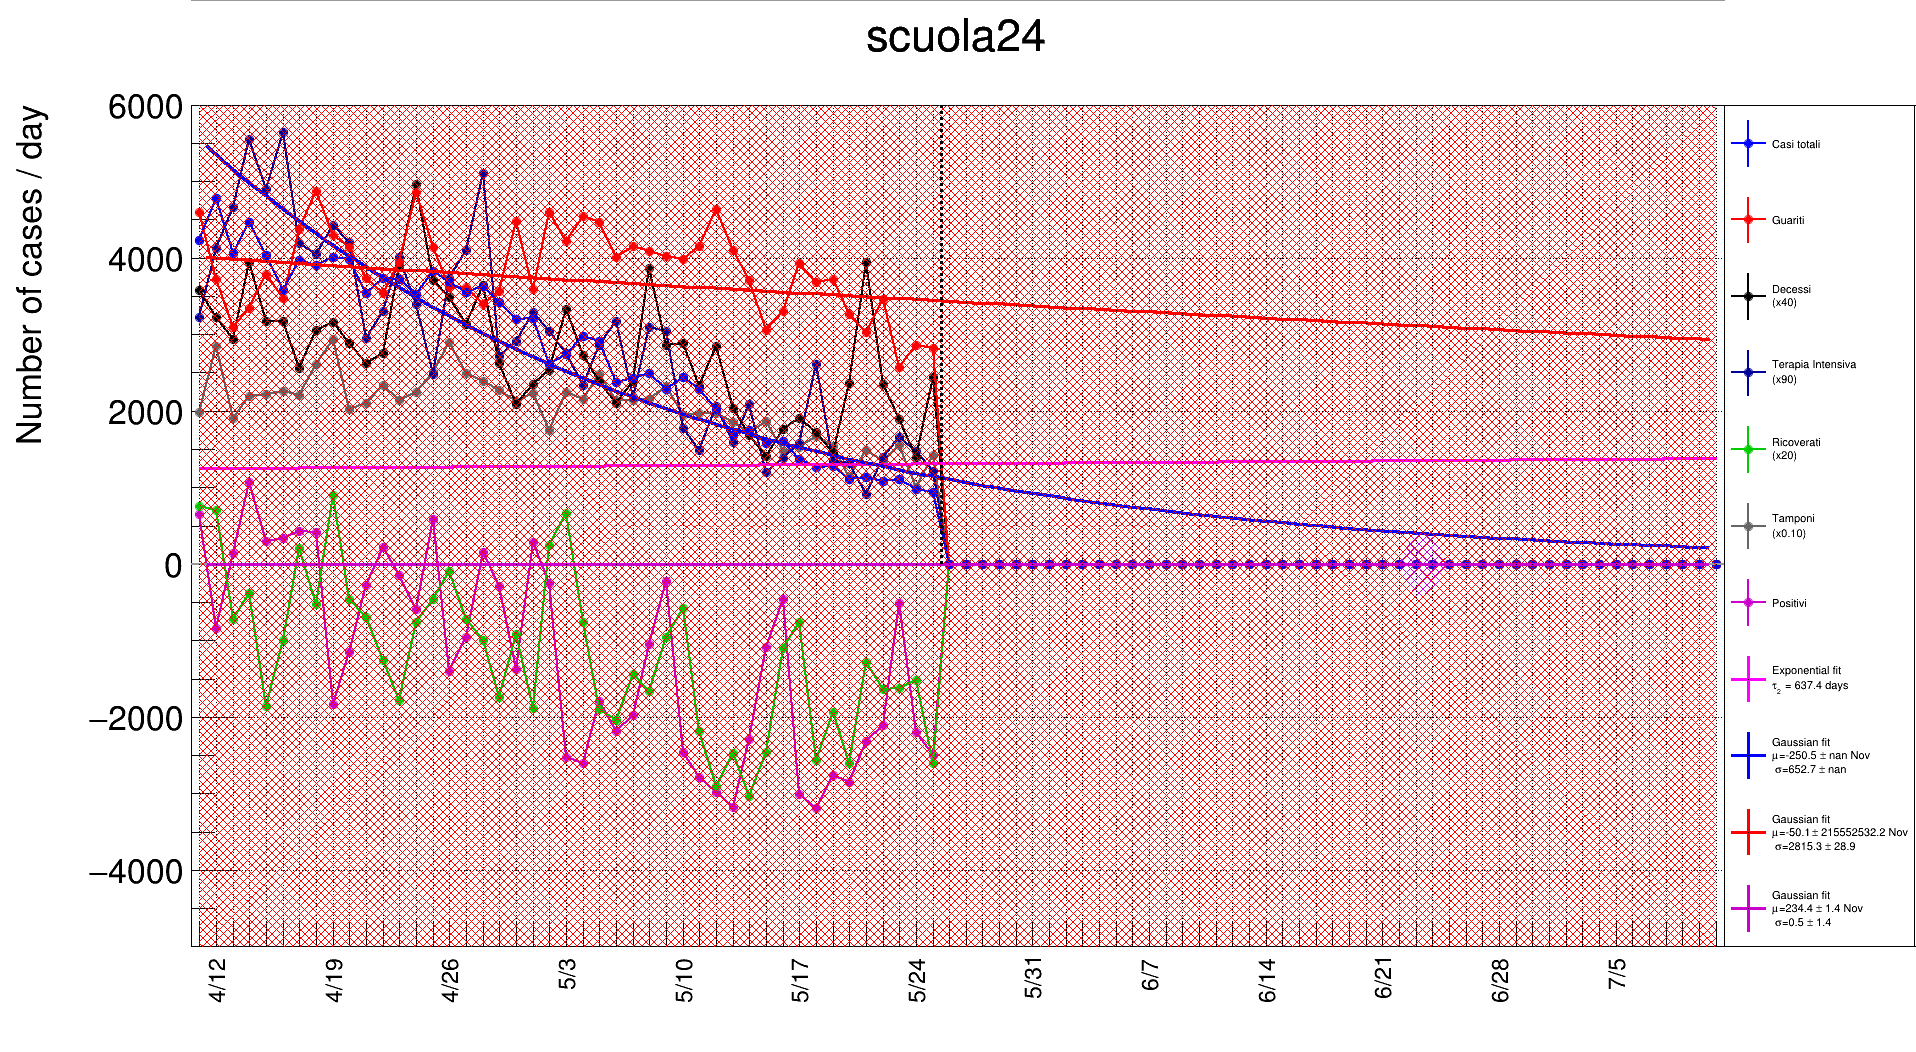 scuola24
Number of cases / day
6000
4000
2000
0
−2000
−4000
4/12
4/19
4/26
5/3
5/10
5/17
5/24
5/31
6/7
6/14
6/21
6/28
7/5
Casi totali
Guariti
Decessi
(x40)
Terapia Intensiva
(x90)
Ricoverati
(x20)
Tamponi
(x0.10)
Positivi
Exponential fit
τ₂ = 637.4 days
Gaussian fit
μ=-250.5 ± nan Nov
σ=652.7 ± nan
Gaussian fit
μ=-50.1 ± 215552532.2 Nov
σ=2815.3 ± 28.9
Gaussian fit
μ=234.4 ± 1.4 Nov
σ=0.5 ± 1.4